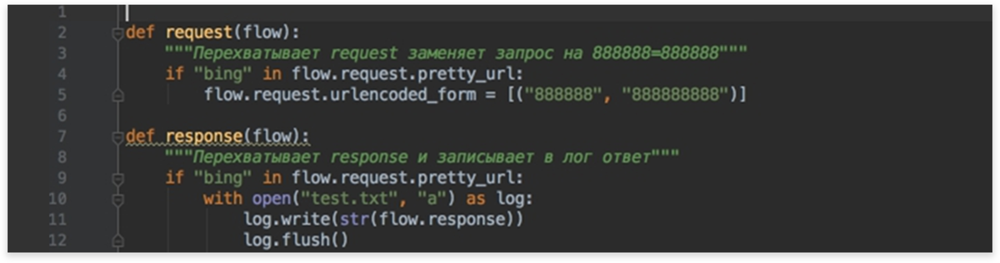 1
2 def request(flow):
3 """Перехватывает request заменяет запрос на 888888=888888"""
4 if "bing" in flow.request.pretty_url:
5 flow.request.urlencoded_form = [("888888", "888888888")]
6
7 def response(flow):
8 """Перехватывает response и записывает в лог ответ"""
9 if "bing" in flow.request.pretty_url:
10 with open("test.txt", "a") as log:
11 log.write(str(flow.response))
12 log.flush()